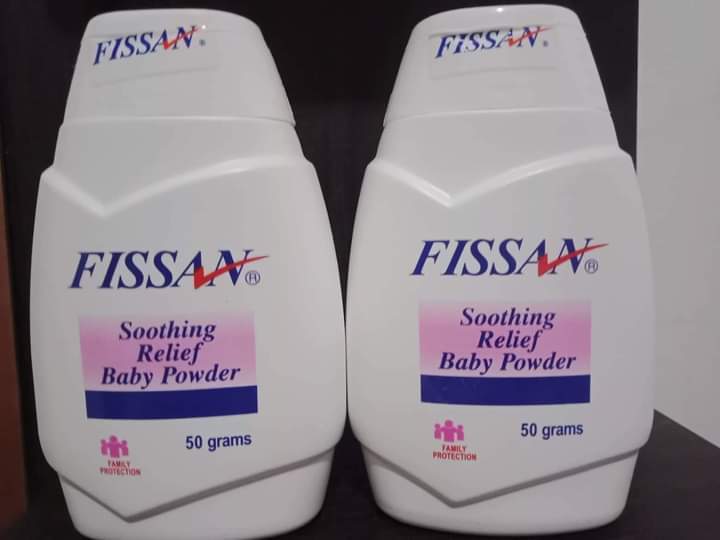 FISSAN®
FISSAN®
Soothing
Relief
Baby Powder
50 grams
FAMILY
PROTECTION
FISSAN®
FISSAN®
Soothing
Relief
Baby Powder
50 grams
FAMILY
PROTECTION